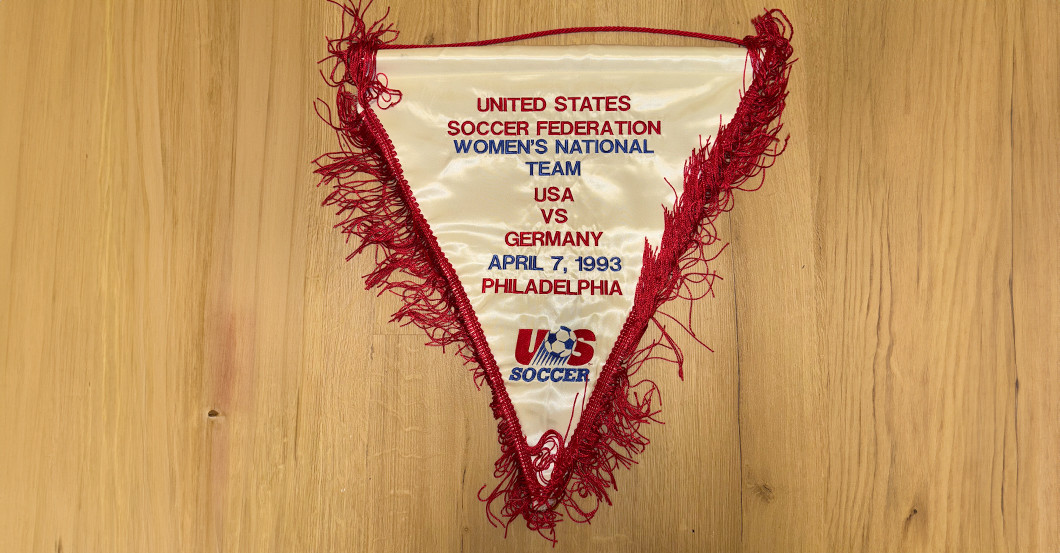 UNITED STATES
SOCCER FEDERATION
WOMEN'S NATIONAL
TEAM
USA
VS
GERMANY
APRIL 7, 1993
PHILADELPHIA
US
SOCCER